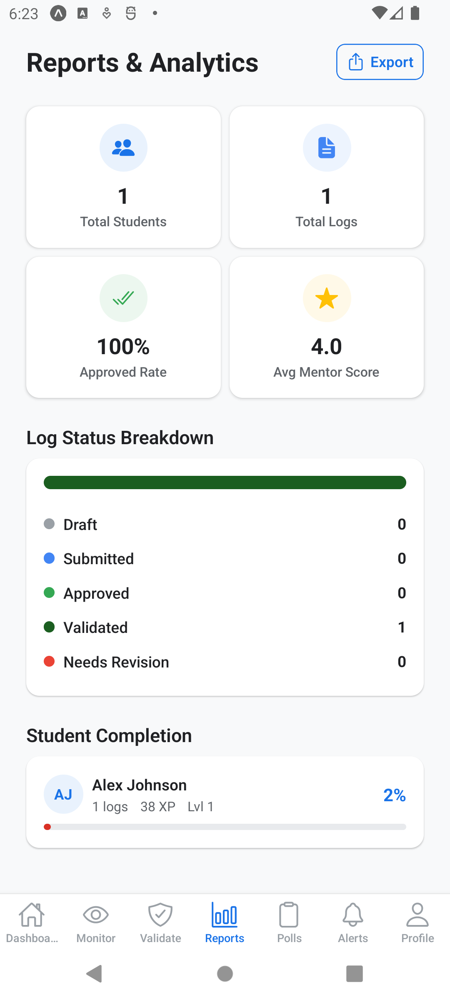 6:23
Reports & Analytics
Export
1
Total Students
1
Total Logs
100%
Approved Rate
4.0
Avg Mentor Score
Log Status Breakdown
Draft 0
Submitted 0
Approved 0
Validated 1
Needs Revision 0
Student Completion
AJ
Alex Johnson
1 logs 38 XP Lvl 1
2%
Dashboa... Monitor Validate Reports Polls Alerts Profile